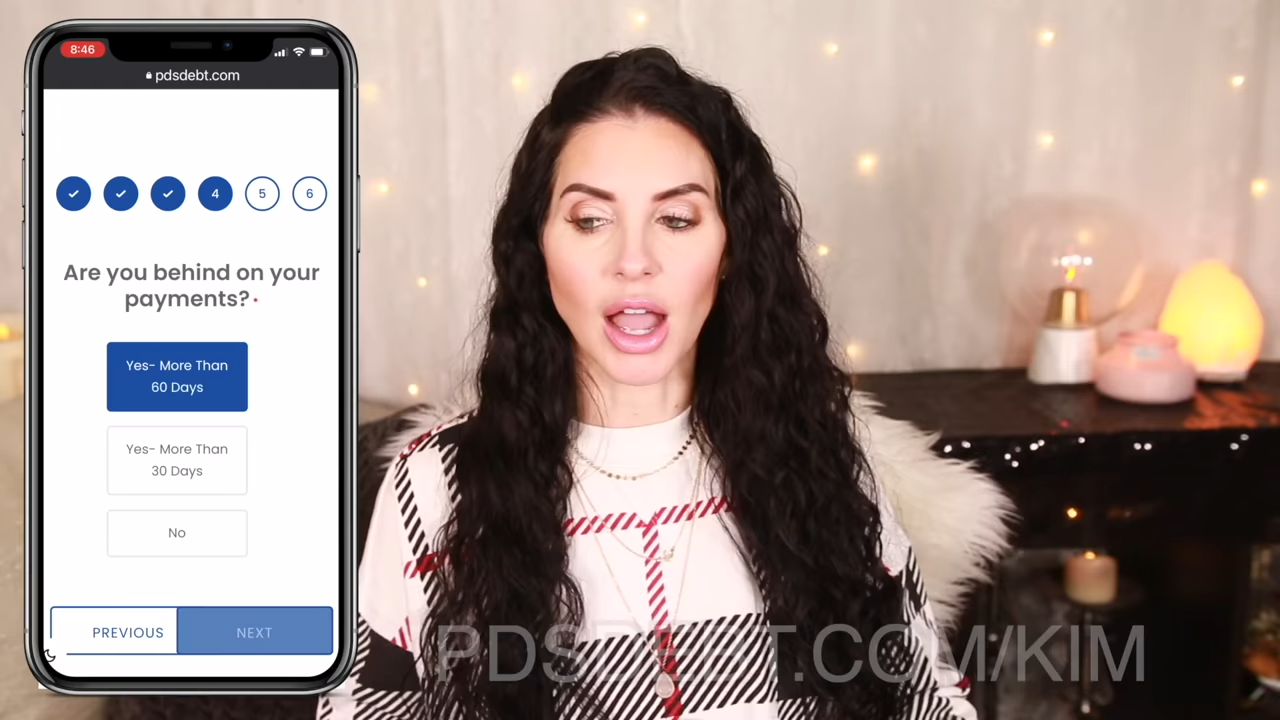 8:46
pdsdebt.com
4 5 6
Are you behind on your
payments?
Yes- More Than
60 Days
Yes- More Than
30 Days
No
PREVIOUS NEXT
PDSDEBT.COM/KIM